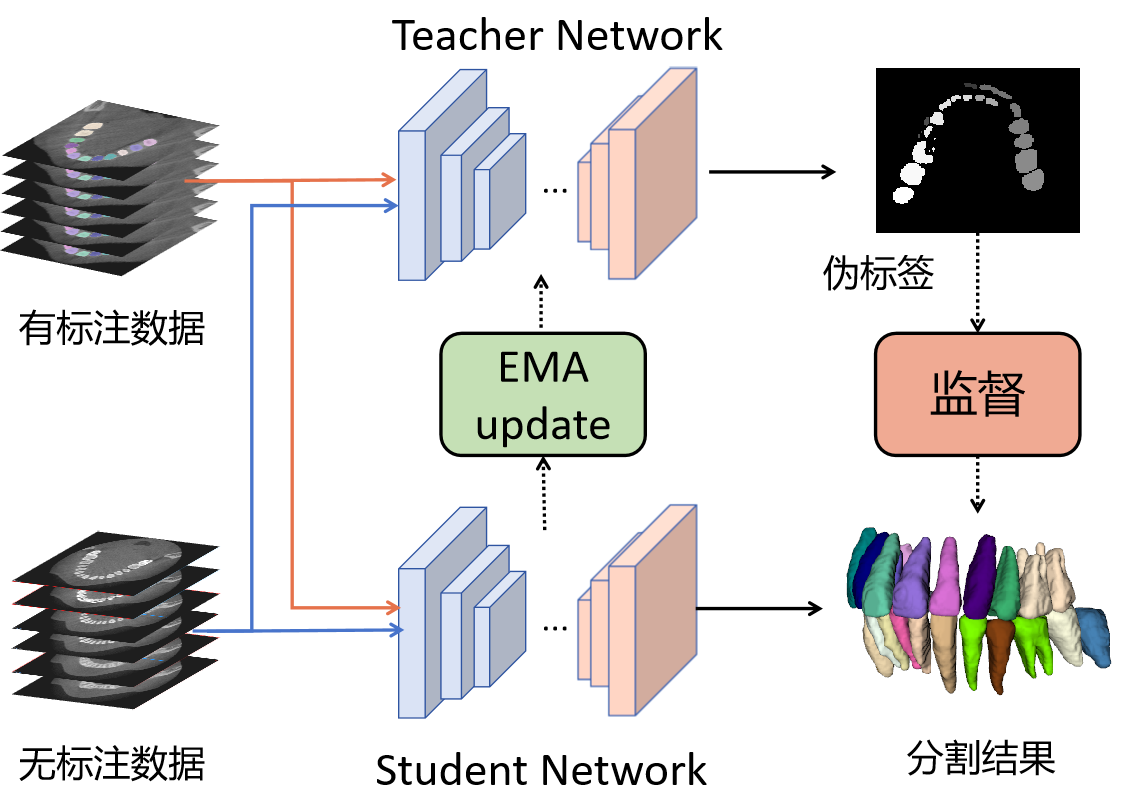 Teacher Network
...
伪标签
有标注数据
EMA
update
监督
...
无标注数据
Student Network
分割结果